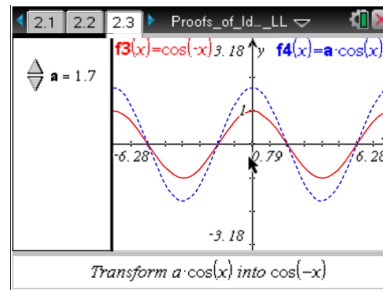 2.1 2.2 2.3 Proofs_of_Id..._LL
f3(x)=cos(-x) 3.18 y f4(x)=a·cos(x)
a = 1.7
1
-6.28 0.79 6.28
-3.18
Transform a·cos(x) into cos(-x)